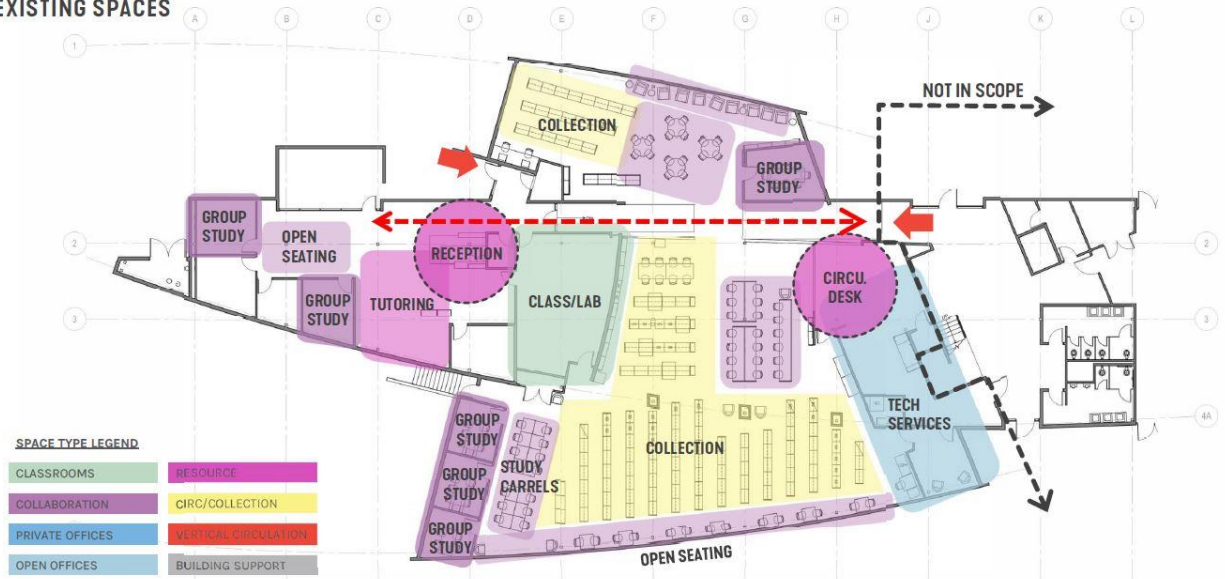 EXISTING SPACES
A
B
C
D
E
F
G
H
J
K
L
1
NOT IN SCOPE
COLLECTION
GROUP
STUDY
GROUP
STUDY
OPEN
SEATING
2
RECEPTION
2
CIRCU.
DESK
GROUP
STUDY
TUTORING
CLASS/LAB
3
3
TECH
SERVICES
4A
GROUP
STUDY
STUDY
CARRELS
COLLECTION
GROUP
STUDY
GROUP
STUDY
OPEN SEATING
SPACE TYPE LEGEND
CLASSROOMS
RESOURCE
COLLABORATION
CIRC/COLLECTION
PRIVATE OFFICES
VERTICAL CIRCULATION
OPEN OFFICES
BUILDING SUPPORT